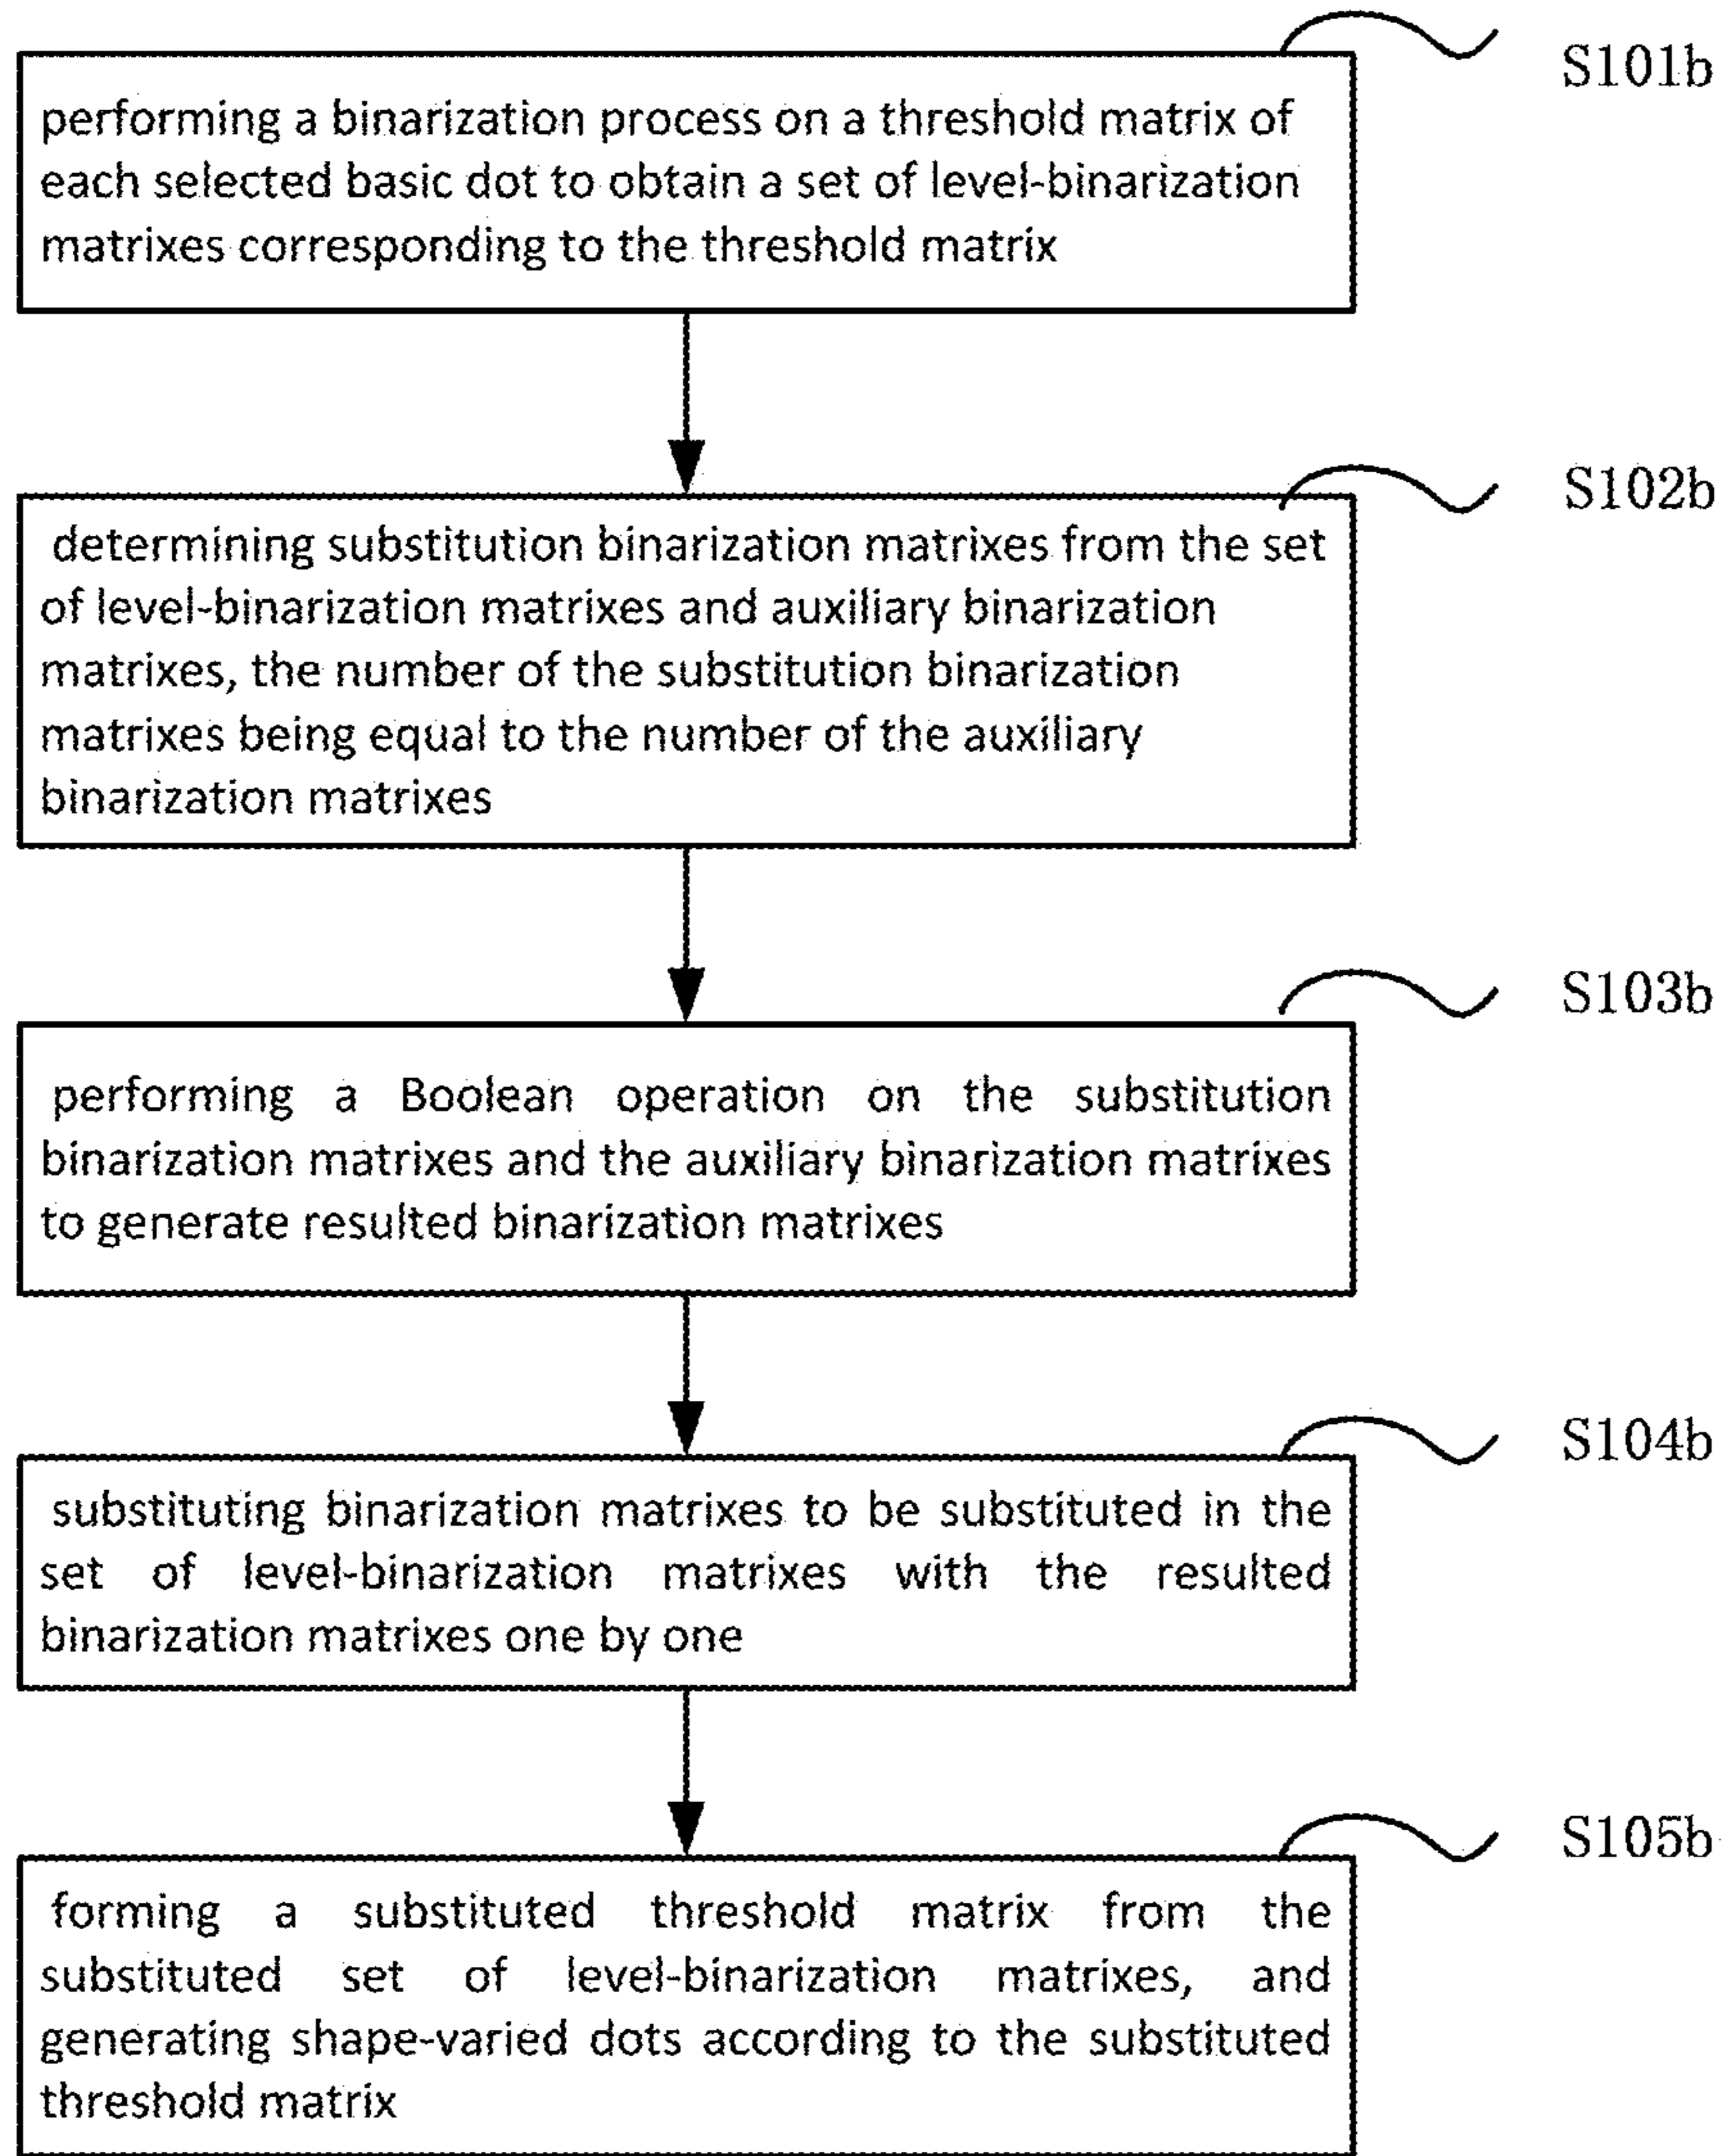 S101b
performing a binarization process on a threshold matrix of
each selected basic dot to obtain a set of level-binarization
matrixes corresponding to the threshold matrix
S102b
determining substitution binarization matrixes from the set
of level-binarization matrixes and auxiliary binarization
matrixes, the number of the substitution binarization
matrixes being equal to the number of the auxiliary
binarization matrixes
S103b
performing a Boolean operation on the substitution
binarization matrixes and the auxiliary binarization matrixes
to generate resulted binarization matrixes
S104b
substituting binarization matrixes to be substituted in the
set of level-binarization matrixes with the resulted
binarization matrixes one by one
S105b
forming a substituted threshold matrix from the
substituted set of level-binarization matrixes, and
generating shape-varied dots according to the substituted
threshold matrix